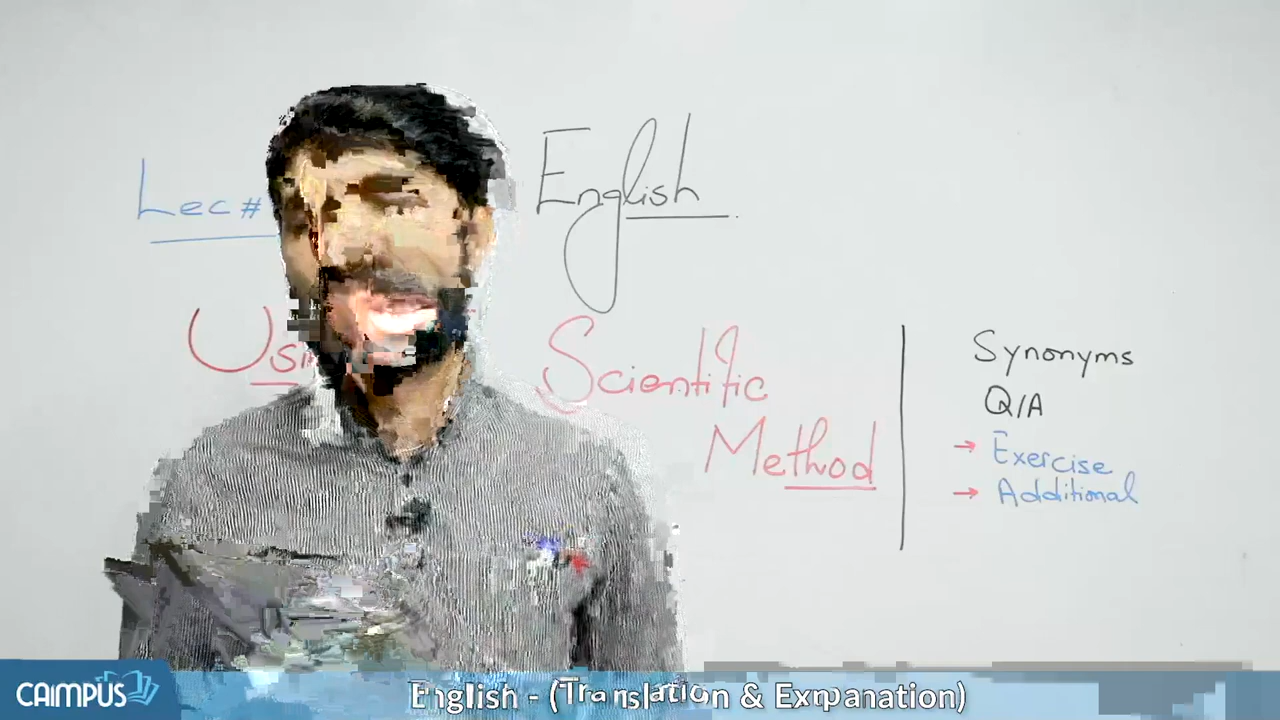 Lec #
English
Scientific
Method
Synonyms
Q/A
→ Exercise
→ Additional
CAMPUS
English - (Translation & Explanation)